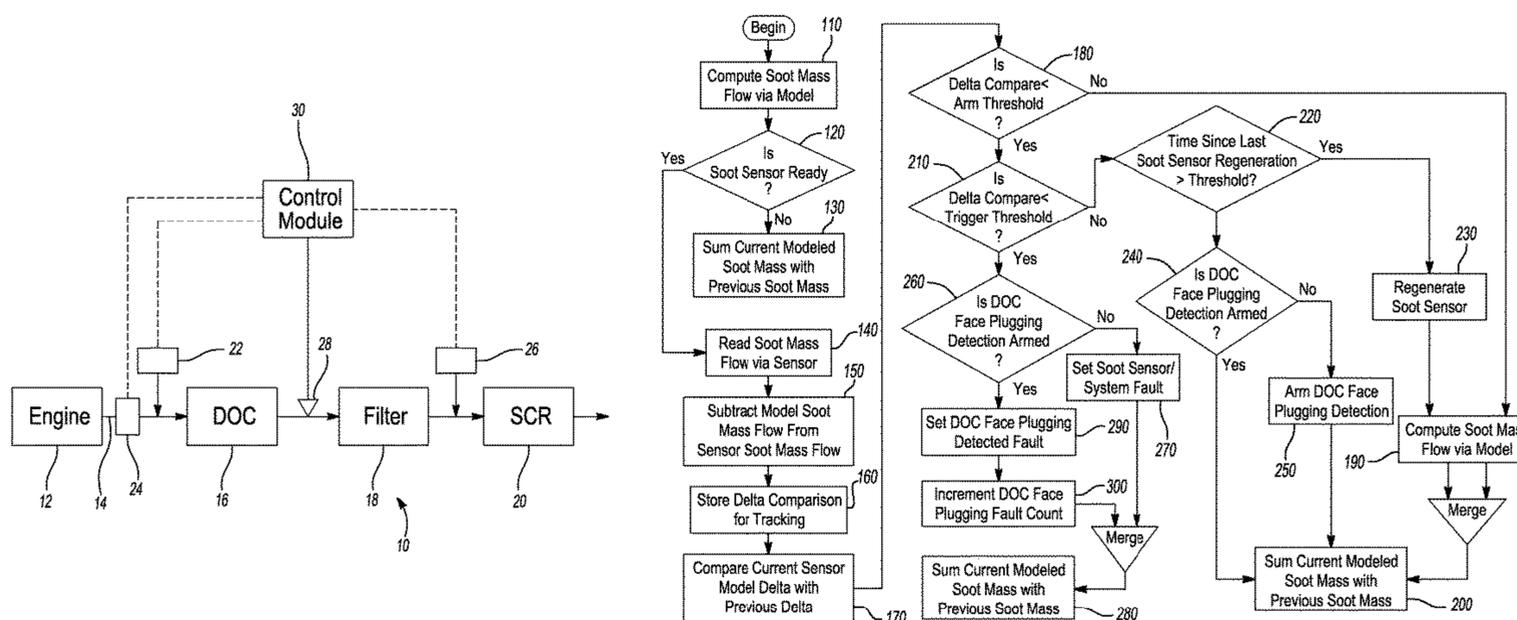 30
Control
Module
22
28
26
Engine
DOC
Filter
SCR
12
14
24
16
18
20
10
Begin
110
Compute Soot Mass
Flow via Model
120
Is
Soot Sensor Ready
?
Yes
No
130
Sum Current Modeled
Soot Mass with
Previous Soot Mass
140
Read Soot Mass
Flow via Sensor
150
Subtract Model Soot
Mass Flow From
Sensor Soot Mass Flow
160
Store Delta Comparison
for Tracking
Compare Current Sensor
Model Delta with
Previous Delta
170
180
Is
Delta Compare<
Arm Threshold
?
No
Yes
210
Is
Delta Compare<
Trigger Threshold
?
No
Yes
220
Time Since Last
Soot Sensor Regeneration
> Threshold?
Yes
230
Regenerate
Soot Sensor
240
Is DOC
Face Plugging
Detection Armed
?
No
Yes
260
Is DOC
Face Plugging
Detection Armed
?
No
Yes
Set Soot Sensor/
System Fault
270
Set DOC Face Plugging
Detected Fault
290
Increment DOC Face
Plugging Fault Count
300
Merge
Sum Current Modeled
Soot Mass with
Previous Soot Mass
280
Arm DOC Face
Plugging Detection
250
190
Compute Soot Mas
Flow via Model
Merge
Sum Current Modeled
Soot Mass with
Previous Soot Mass
200